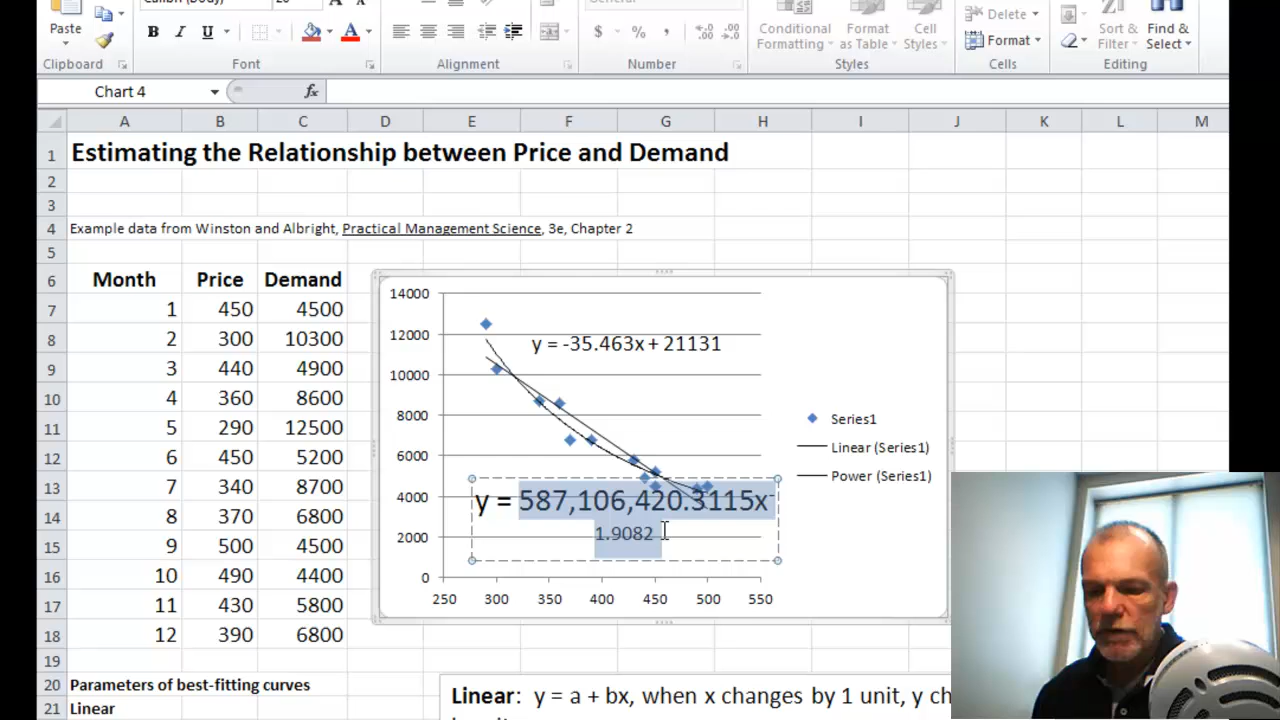 Calibri (Body)
General
Paste
B I U
A
$ % ,
Conditional Formatting
Format as Table
Cell Styles
Delete
Format
Sort & Filter
Find & Select
Clipboard
Font
Alignment
Number
Styles
Cells
Editing
Chart 4
fx
A B C D E F G H I J K L M
1 Estimating the Relationship between Price and Demand
2
3
4 Example data from Winston and Albright, Practical Management Science, 3e, Chapter 2
5
6 Month Price Demand
7 1 450 4500
8 2 300 10300
9 3 440 4900
10 4 360 8600
11 5 290 12500
12 6 450 5200
13 7 340 8700
14 8 370 6800
15 9 500 4500
16 10 490 4400
17 11 430 5800
18 12 390 6800
19
20 Parameters of best-fitting curves
21 Linear
14000
12000
10000
8000
6000
4000
2000
0
250 300 350 400 450 500 550
y = -35.463x + 21131
y = 587,106,420.3115x-
1.9082
Series1
Linear (Series1)
Power (Series1)
Linear: y = a + bx, when x changes by 1 unit, y ch